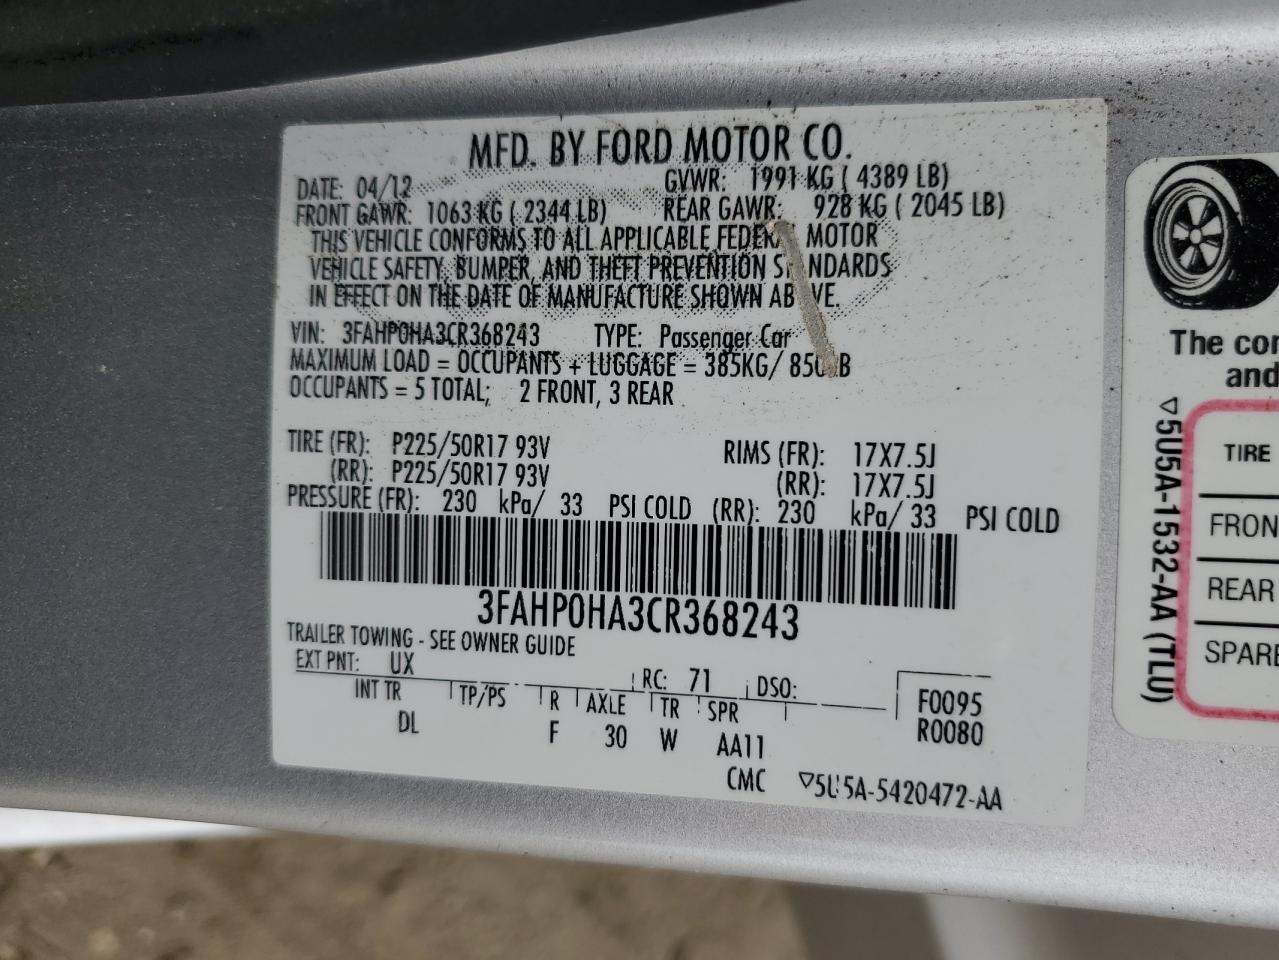 MFD. BY FORD MOTOR CO.
DATE: 04/12 GVWR: 1991 KG ( 4389 LB)
FRONT GAWR: 1063 KG ( 2344 LB) REAR GAWR: 928 KG ( 2045 LB)
THIS VEHICLE CONFORMS TO ALL APPLICABLE FEDERAL MOTOR
VEHICLE SAFETY, BUMPER, AND THEFT PREVENTION STANDARDS
IN EFFECT ON THE DATE OF MANUFACTURE SHOWN ABOVE.
VIN: 3FAHP0HA3CR368243 TYPE: Passenger Car
MAXIMUM LOAD = OCCUPANTS + LUGGAGE = 385KG/ 850LB
OCCUPANTS = 5 TOTAL; 2 FRONT, 3 REAR
TIRE (FR): P225/50R17 93V RIMS (FR): 17X7.5J
(RR): P225/50R17 93V (RR): 17X7.5J
PRESSURE (FR): 230 kPa/ 33 PSI COLD (RR): 230 kPa/ 33 PSI COLD
3FAHP0HA3CR368243
TRAILER TOWING - SEE OWNER GUIDE
EXT PNT: UX RC: 71 DSO:
INT TR TP/PS R AXLE TR SPR F0095
DL F 30 W AA11 R0080
CMC ▽5U5A-5420472-AA
The con
and
▽5U5A-1532-AA (TLU)
TIRE
FRON
REAR
SPARE